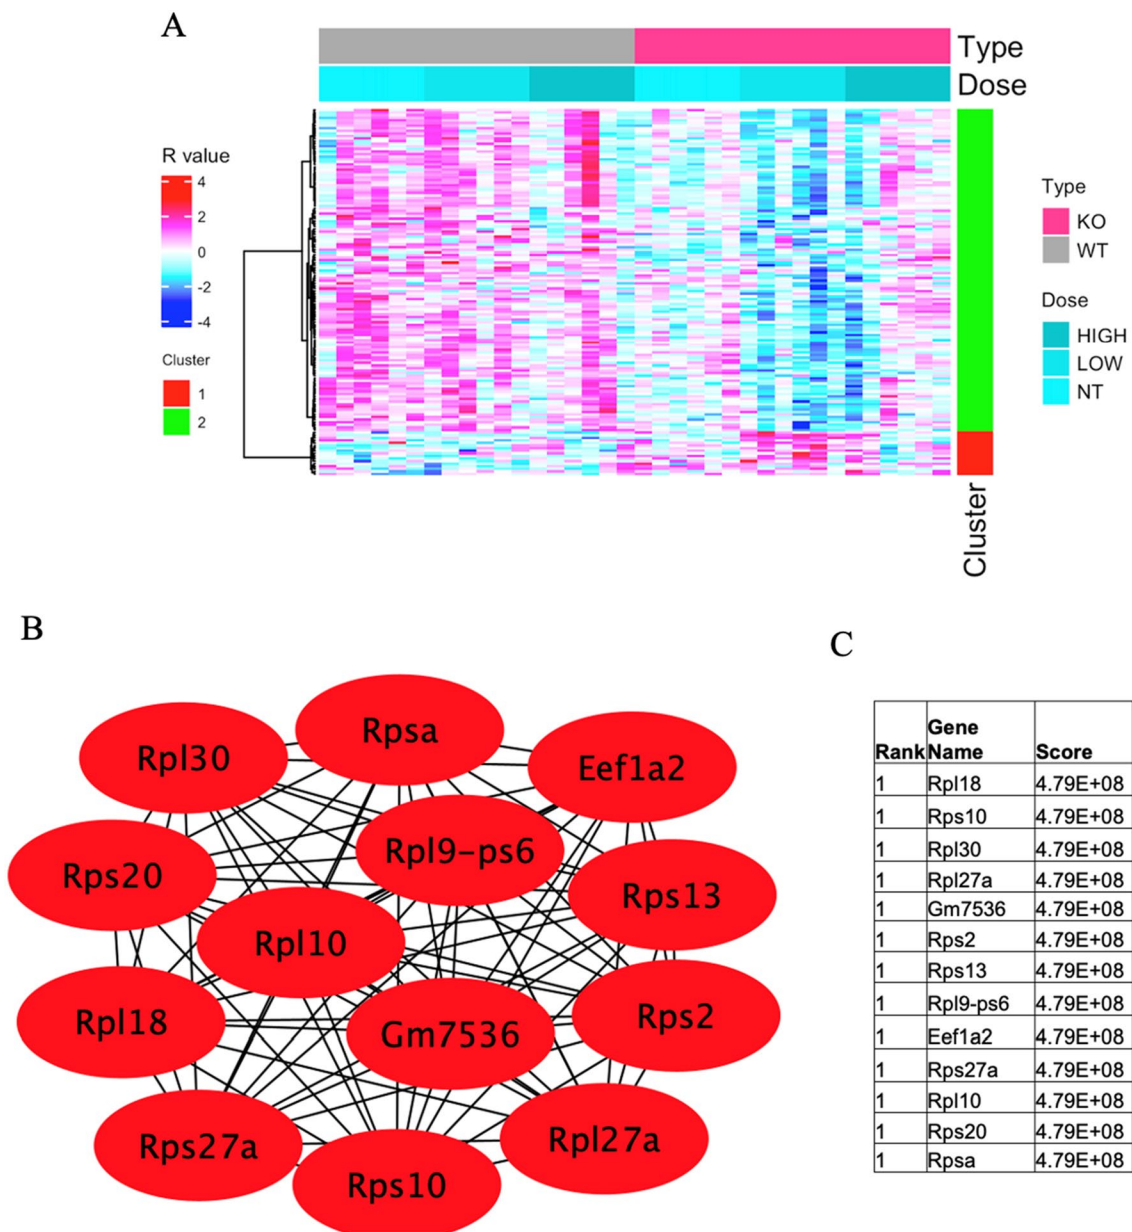 A
Type
Dose
R value
4
2
0
-2
-4
Cluster
1
2
Type
KO
WT
Dose
HIGH
LOW
NT
Cluster
B
Rpsa
Rpl30
Eef1a2
Rpl9-ps6
Rps20
Rps13
Rpl10
Rpl18
Rps2
Gm7536
Rps27a
Rpl27a
Rps10
C
Rank Gene Name Score
1 Rpl18 4.79E+08
1 Rps10 4.79E+08
1 Rpl30 4.79E+08
1 Rpl27a 4.79E+08
1 Gm7536 4.79E+08
1 Rps2 4.79E+08
1 Rps13 4.79E+08
1 Rpl9-ps6 4.79E+08
1 Eef1a2 4.79E+08
1 Rps27a 4.79E+08
1 Rpl10 4.79E+08
1 Rps20 4.79E+08
1 Rpsa 4.79E+08